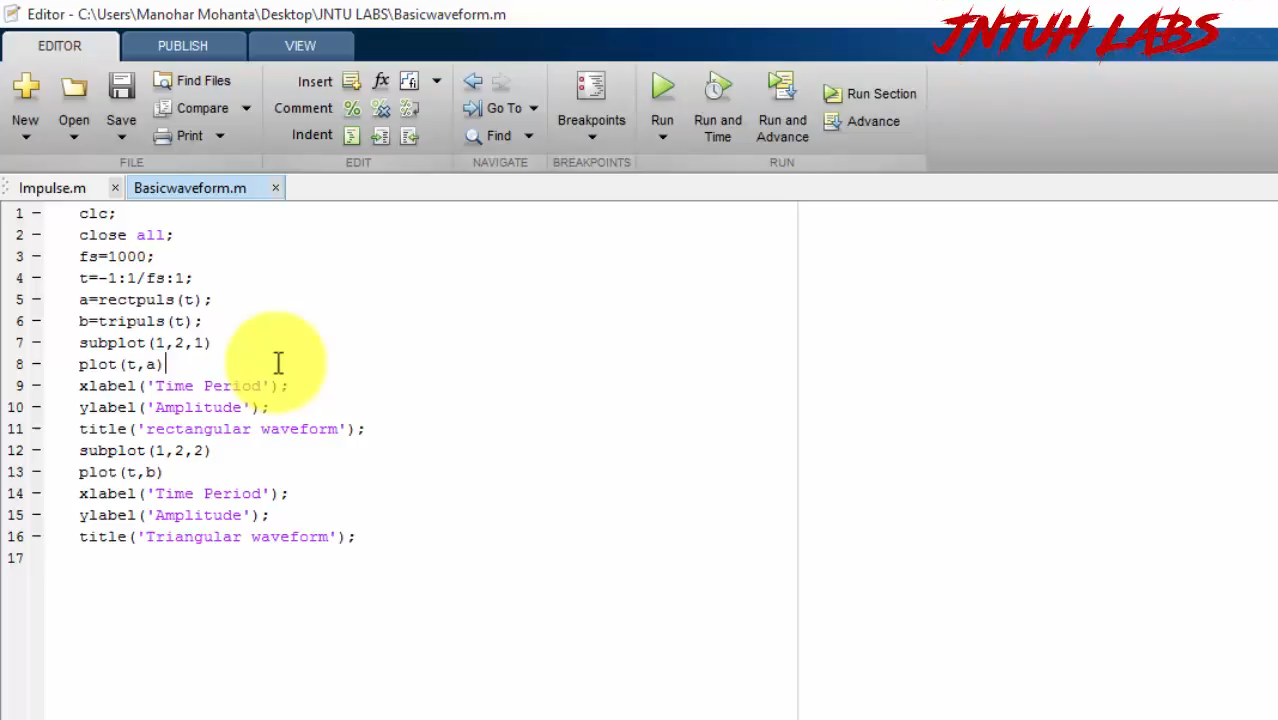 Editor - C:\Users\Manohar Mohanta\Desktop\JNTU LABS\Basicwaveform.m
JNTUH LABS
EDITOR PUBLISH VIEW
New Open Save Find Files Compare Print
Insert fx Comment Indent
Go To Find
Breakpoints
Run Run and Time Run and Advance Run Section Advance
FILE EDIT NAVIGATE BREAKPOINTS RUN
Impulse.m × Basicwaveform.m ×
1 - clc;
2 - close all;
3 - fs=1000;
4 - t=-1:1/fs:1;
5 - a=rectpuls(t);
6 - b=tripuls(t);
7 - subplot(1,2,1)
8 - plot(t,a)
9 - xlabel('Time Period');
10 - ylabel('Amplitude');
11 - title('rectangular waveform');
12 - subplot(1,2,2)
13 - plot(t,b)
14 - xlabel('Time Period');
15 - ylabel('Amplitude');
16 - title('Triangular waveform');
17